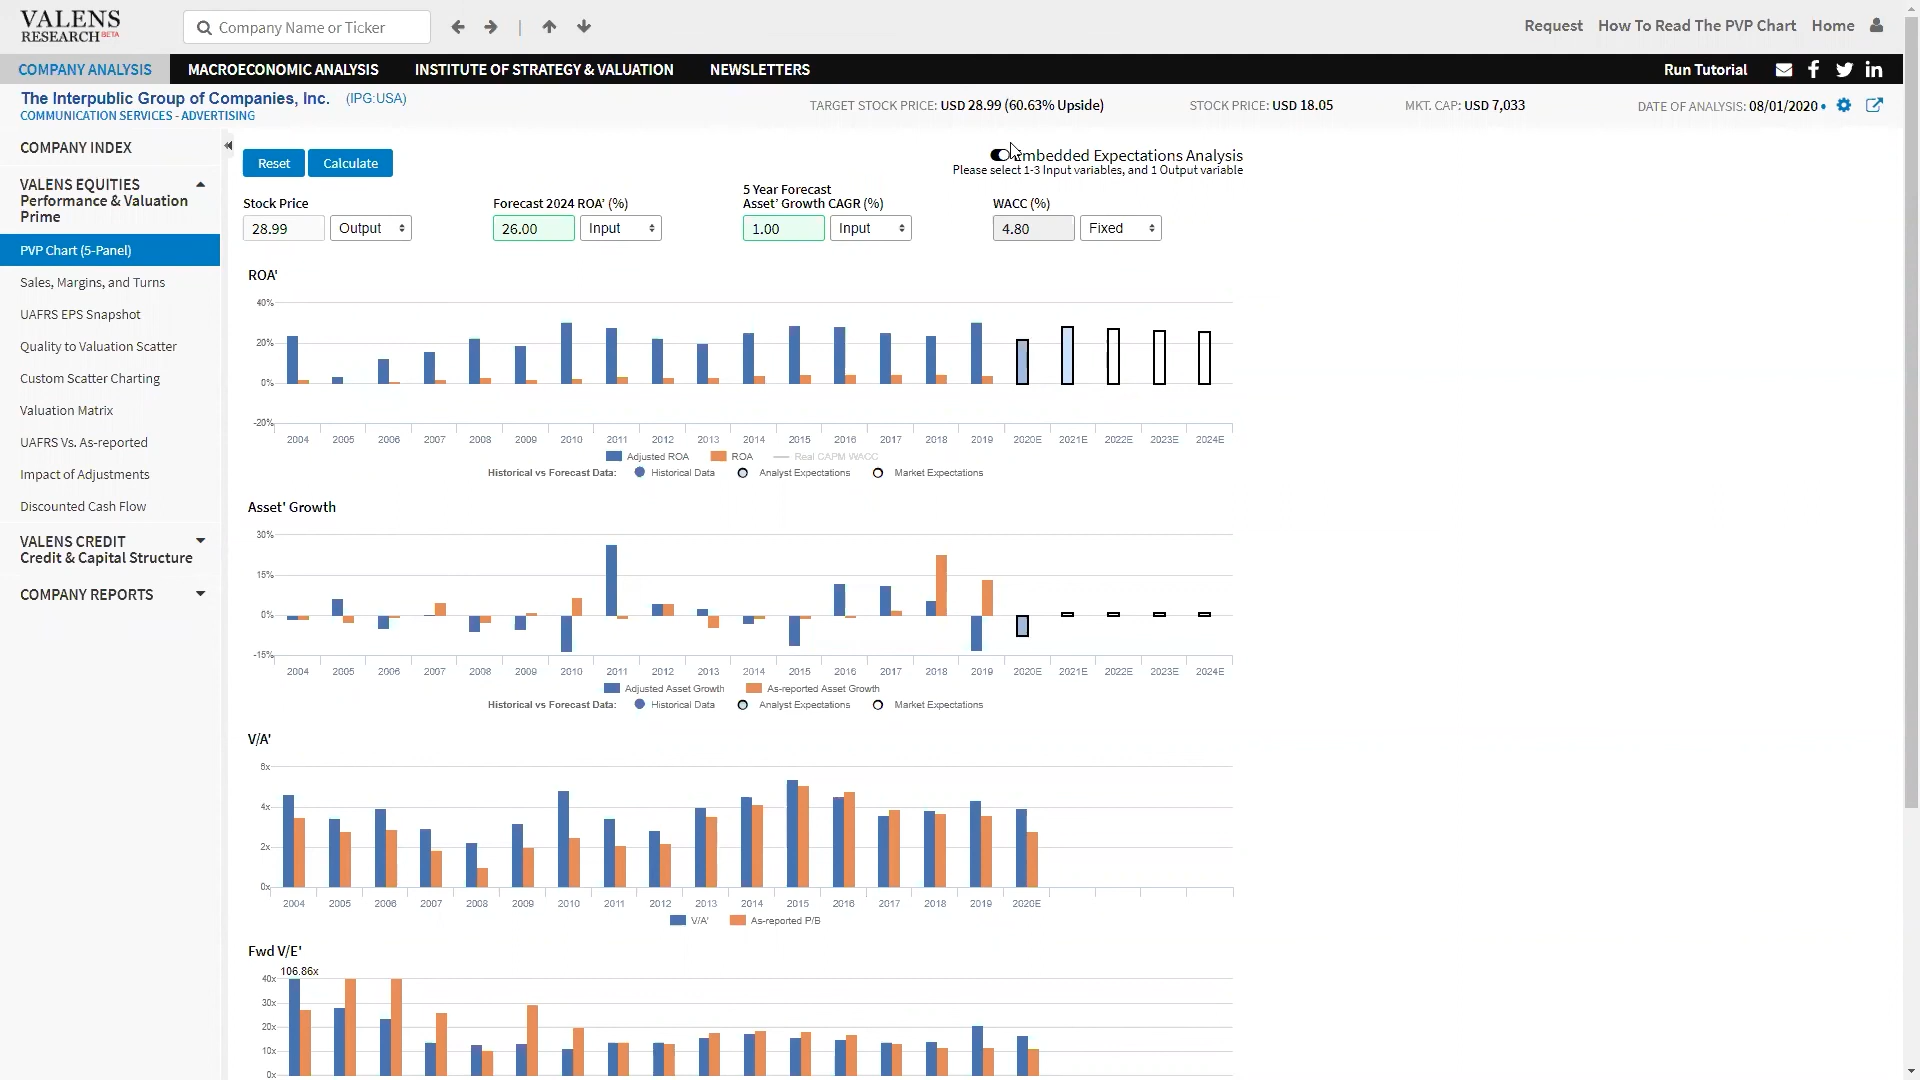 VALENS
RESEARCH BETA
Company Name or Ticker
|
Request How To Read The PVP Chart Home
COMPANY ANALYSIS MACROECONOMIC ANALYSIS INSTITUTE OF STRATEGY & VALUATION NEWSLETTERS Run Tutorial
The Interpublic Group of Companies, Inc. (IPG:USA)
COMMUNICATION SERVICES - ADVERTISING
TARGET STOCK PRICE: USD 28.99 (60.63% Upside) STOCK PRICE: USD 18.05 MKT. CAP: USD 7,033 DATE OF ANALYSIS: 08/01/2020
COMPANY INDEX
VALENS EQUITIES
Performance & Valuation
Prime
PVP Chart (5-Panel)
Sales, Margins, and Turns
UAFRS EPS Snapshot
Quality to Valuation Scatter
Custom Scatter Charting
Valuation Matrix
UAFRS Vs. As-reported
Impact of Adjustments
Discounted Cash Flow
VALENS CREDIT
Credit & Capital Structure
COMPANY REPORTS
Reset Calculate
Embedded Expectations Analysis
Please select 1-3 Input variables, and 1 Output variable
Stock Price
28.99 Output
Forecast 2024 ROA' (%)
26.00 Input
5 Year Forecast
Asset' Growth CAGR (%)
1.00 Input
WACC (%)
4.80 Fixed
ROA'
40%
20%
0%
-20%
2004 2005 2006 2007 2008 2009 2010 2011 2012 2013 2014 2015 2016 2017 2018 2019 2020E 2021E 2022E 2023E 2024E
Adjusted ROA ROA Real CAPM WACC
Historical vs Forecast Data: Historical Data Analyst Expectations Market Expectations
Asset' Growth
30%
15%
0%
-15%
2004 2005 2006 2007 2008 2009 2010 2011 2012 2013 2014 2015 2016 2017 2018 2019 2020E 2021E 2022E 2023E 2024E
Adjusted Asset Growth As-reported Asset Growth
Historical vs Forecast Data: Historical Data Analyst Expectations Market Expectations
V/A'
6x
4x
2x
0x
2004 2005 2006 2007 2008 2009 2010 2011 2012 2013 2014 2015 2016 2017 2018 2019 2020E
V/A' As-reported P/B
Fwd V/E'
106.86x
40x
30x
20x
10x
0x